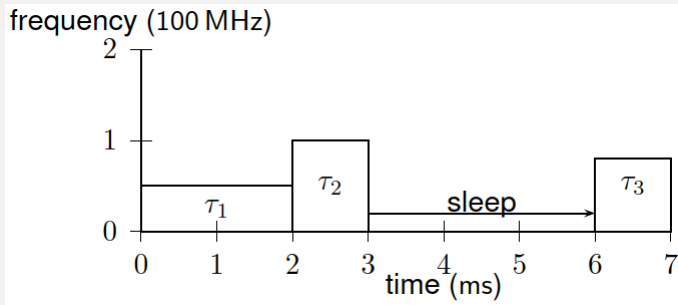 frequency (100 MHz)
2
1
0
τ1
τ2
sleep
τ3
0 1 2 3 4 5 6 7
time (ms)